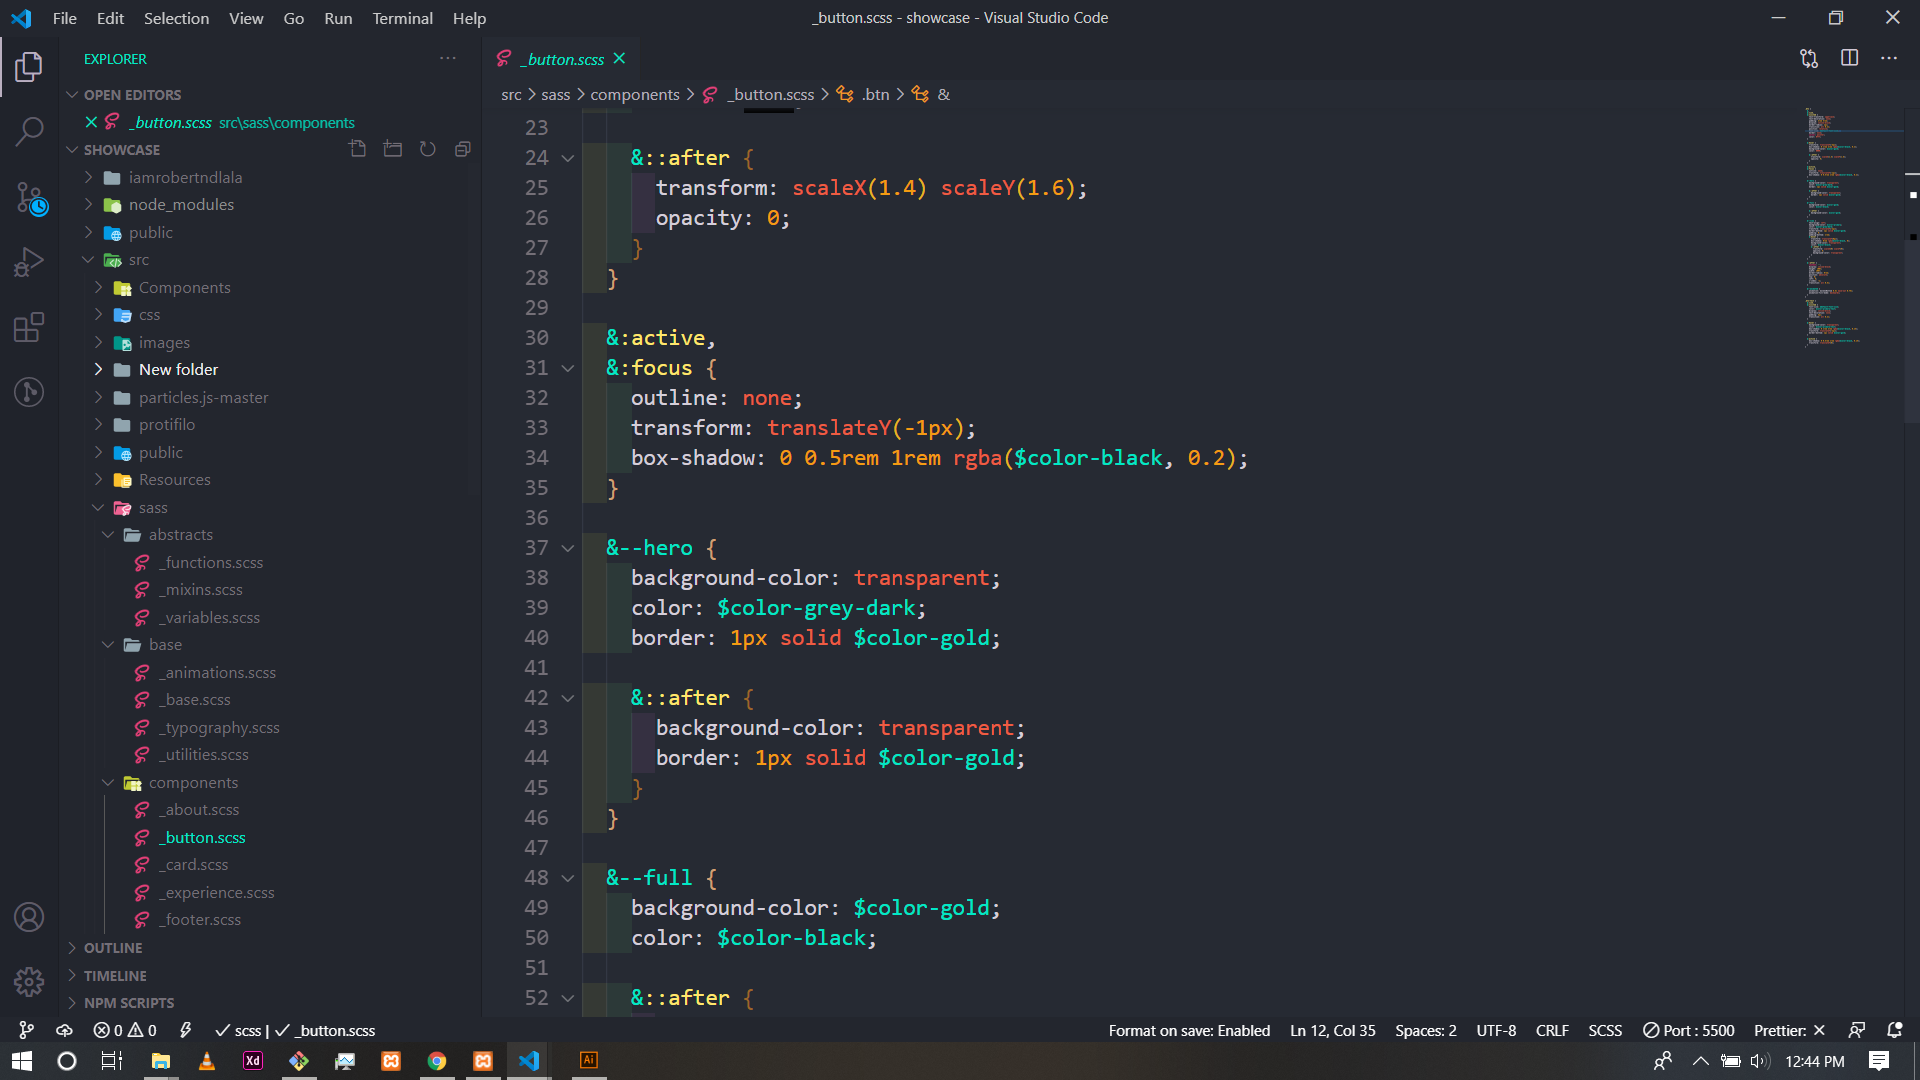 File Edit Selection View Go Run Terminal Help
_button.scss - showcase - Visual Studio Code
EXPLORER
OPEN EDITORS
_button.scss src\sass\components
SHOWCASE
iamrobertndlala
node_modules
public
src
Components
css
images
New folder
particles.js-master
protifilo
public
Resources
sass
abstracts
_functions.scss
_mixins.scss
_variables.scss
base
_animations.scss
_base.scss
_typography.scss
_utilities.scss
components
_about.scss
_button.scss
_card.scss
_experience.scss
_footer.scss
OUTLINE
TIMELINE
NPM SCRIPTS
_button.scss
src > sass > components > _button.scss > .btn > &
23
24 &::after {
25 transform: scaleX(1.4) scaleY(1.6);
26 opacity: 0;
27 }
28 }
29
30 &:active,
31 &:focus {
32 outline: none;
33 transform: translateY(-1px);
34 box-shadow: 0 0.5rem 1rem rgba($color-black, 0.2);
35 }
36
37 &--hero {
38 background-color: transparent;
39 color: $color-grey-dark;
40 border: 1px solid $color-gold;
41
42 &::after {
43 background-color: transparent;
44 border: 1px solid $color-gold;
45 }
46 }
47
48 &--full {
49 background-color: $color-gold;
50 color: $color-black;
51
52 &::after {
0 0 scss | _button.scss
Format on save: Enabled Ln 12, Col 35 Spaces: 2 UTF-8 CRLF SCSS Port : 5500 Prettier:
Xd Ai 12:44 PM